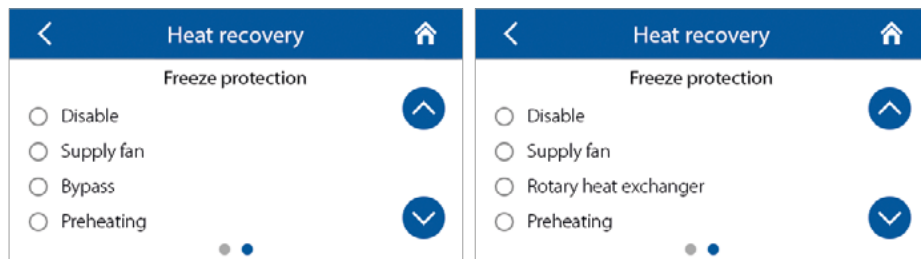 Heat recovery
Freeze protection
Disable
Supply fan
Bypass
Preheating
Heat recovery
Freeze protection
Disable
Supply fan
Rotary heat exchanger
Preheating